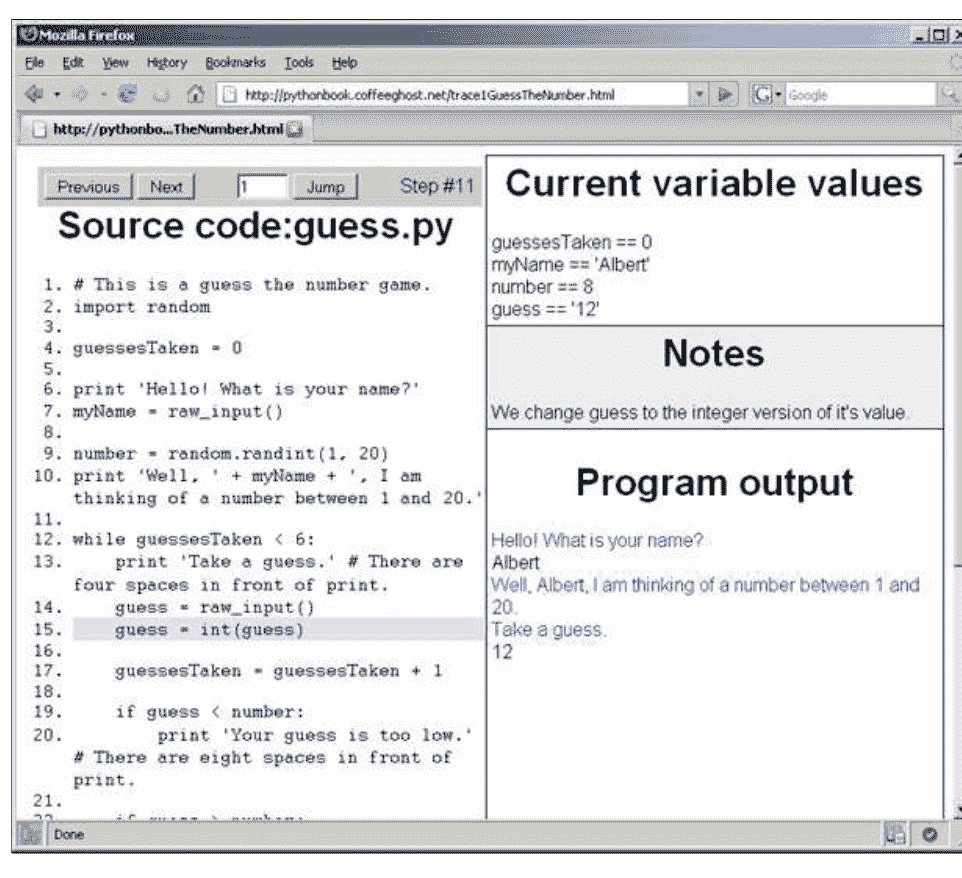 Mozilla Firefox
File Edit View History Bookmarks Tools Help
http://pythonbook.coffeeghost.net/trace1GuessTheNumber.html
Google
http://pythonbo...TheNumber.html
Previous Next 1 Jump Step #11
Source code:guess.py
1. # This is a guess the number game.
2. import random
3.
4. guessesTaken = 0
5.
6. print 'Hello! What is your name?'
7. myName = raw_input()
8.
9. number = random.randint(1, 20)
10. print 'Well, ' + myName + ', I am
thinking of a number between 1 and 20.'
11.
12. while guessesTaken < 6:
13. print 'Take a guess.' # There are
four spaces in front of print.
14. guess = raw_input()
15. guess = int(guess)
16.
17. guessesTaken = guessesTaken + 1
18.
19. if guess < number:
20. print 'Your guess is too low.'
# There are eight spaces in front of
print.
21.
Current variable values
guessesTaken == 0
myName == 'Albert'
number == 8
guess == '12'
Notes
We change guess to the integer version of it's value.
Program output
Hello! What is your name?
Albert
Well, Albert, I am thinking of a number between 1 and
20.
Take a guess.
12
Done